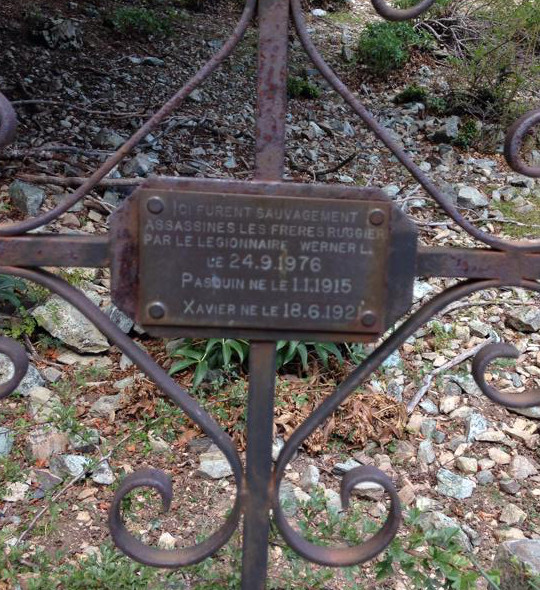 ICI FURENT SAUVAGEMENT
ASSASSINES LES FRERES RUGGIER
PAR LE LEGIONNAIRE WERNER
LE 24.9.1976
PASQUIN NE LE 1.1.1915
XAVIER NE LE 18.6.1921